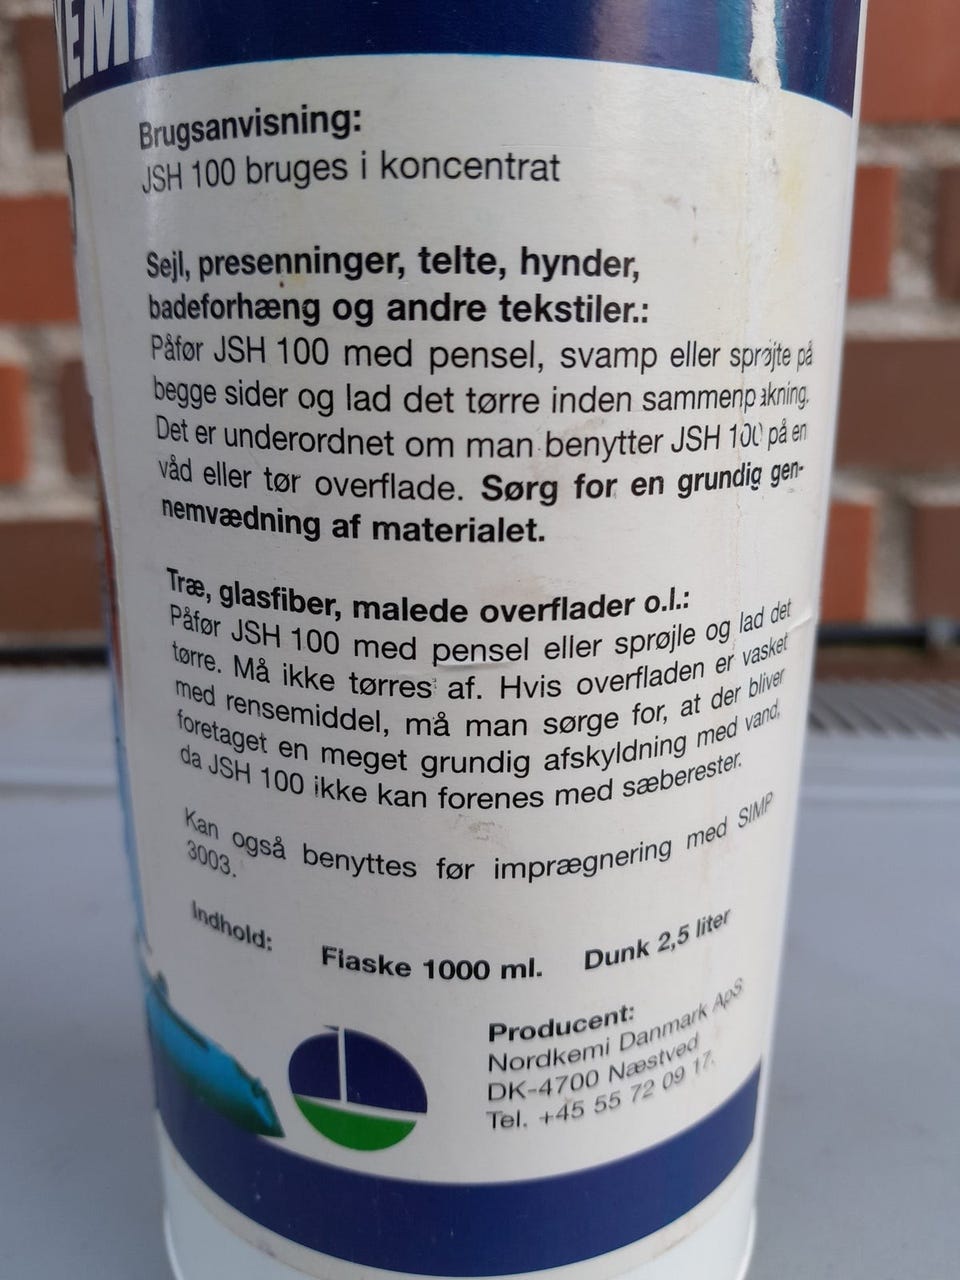 Brugsanvisning:
JSH 100 bruges i koncentrat
Sejl, presenninger, telte, hynder,
badeforhæng og andre tekstiler.:
Påfør JSH 100 med pensel, svamp eller sprøjte på
begge sider og lad det tørre inden sammenpakning.
Det er underordnet om man benytter JSH 100 på en
våd eller tør overflade. Sørg for en grundig gen-
nemvædning af materialet.
Træ, glasfiber, malede overflader o.l.:
Påfør JSH 100 med pensel eller sprøjle og lad det
tørre. Må ikke tørres af. Hvis overfladen er vasket
med rensemiddel, må man sørge for, at der bliver
foretaget en meget grundig afskyldning med vand,
da JSH 100 ikke kan forenes med sæberester.
Kan også benyttes før imprægnering med SIMP
3003.
Indhold: Flaske 1000 ml. Dunk 2,5 liter
Producent:
Nordkemi Danmark ApS
DK-4700 Næstved
Tel. +45 55 72 09 17.